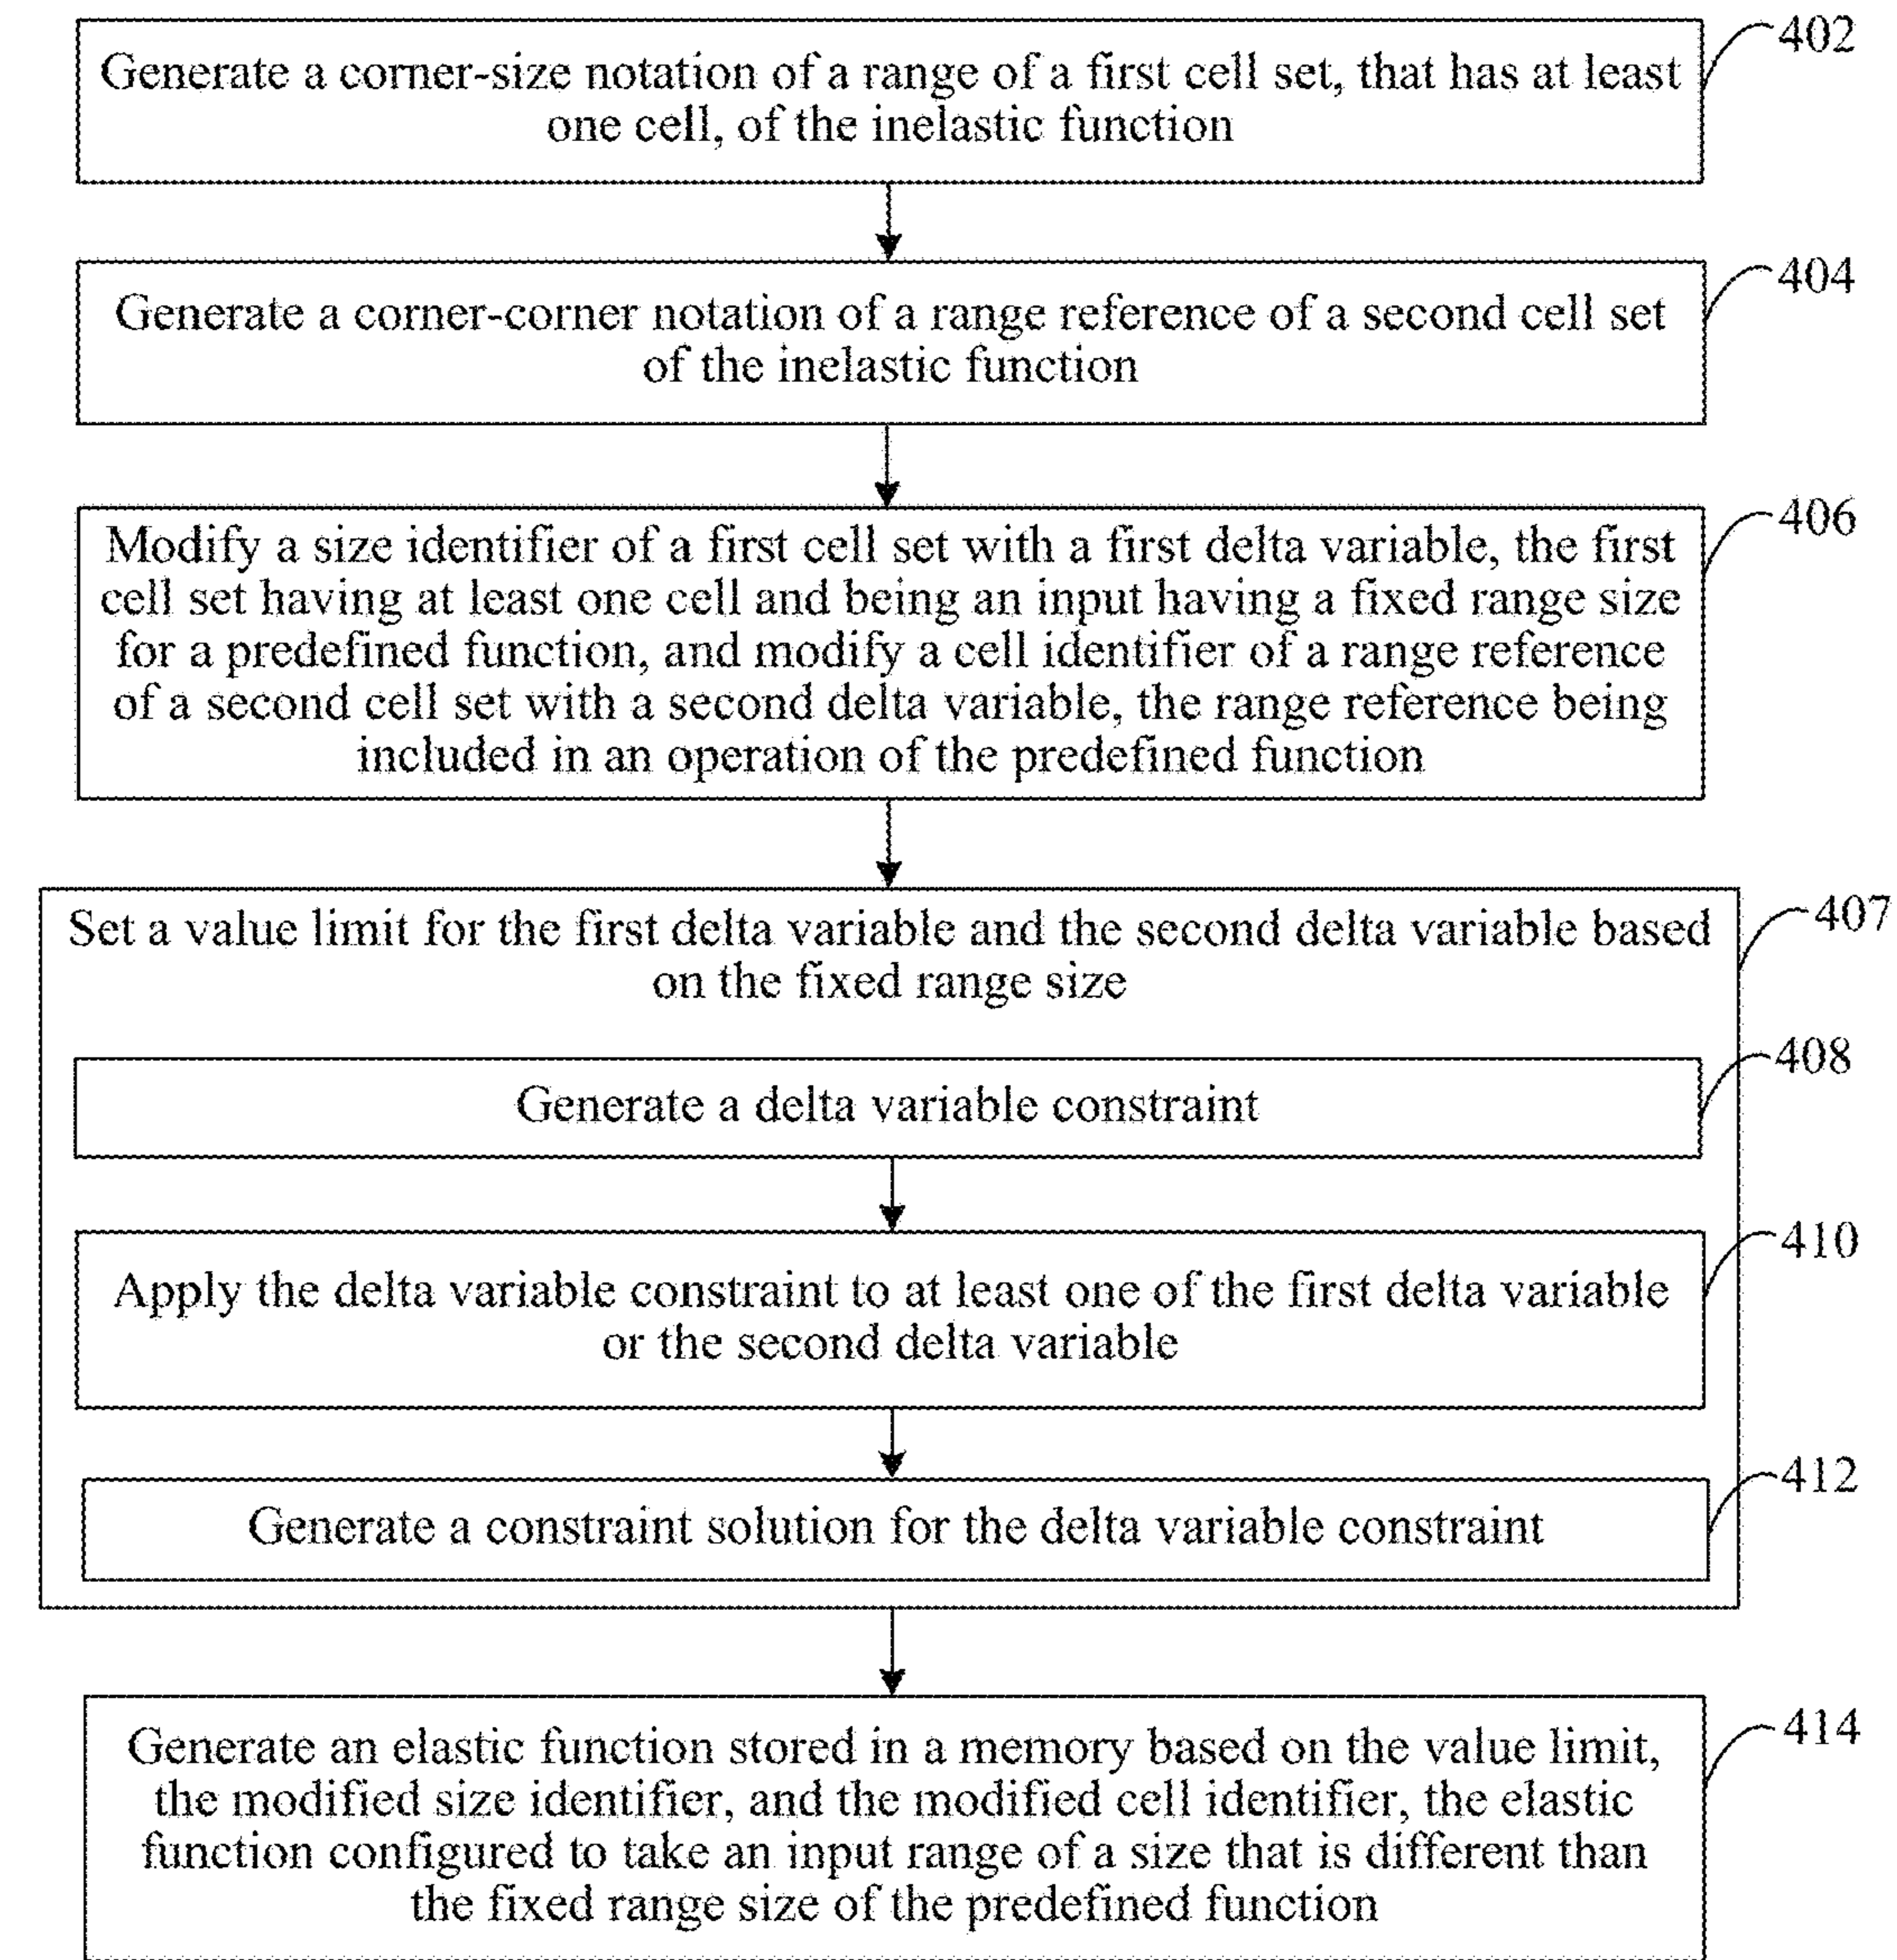 402
Generate a corner-size notation of a range of a first cell set, that has at least
one cell, of the inelastic function
404
Generate a corner-corner notation of a range reference of a second cell set
of the inelastic function
406
Modify a size identifier of a first cell set with a first delta variable, the first
cell set having at least one cell and being an input having a fixed range size
for a predefined function, and modify a cell identifier of a range reference
of a second cell set with a second delta variable, the range reference being
included in an operation of the predefined function
407
Set a value limit for the first delta variable and the second delta variable based
on the fixed range size
408
Generate a delta variable constraint
410
Apply the delta variable constraint to at least one of the first delta variable
or the second delta variable
412
Generate a constraint solution for the delta variable constraint
414
Generate an elastic function stored in a memory based on the value limit,
the modified size identifier, and the modified cell identifier, the elastic
function configured to take an input range of a size that is different than
the fixed range size of the predefined function